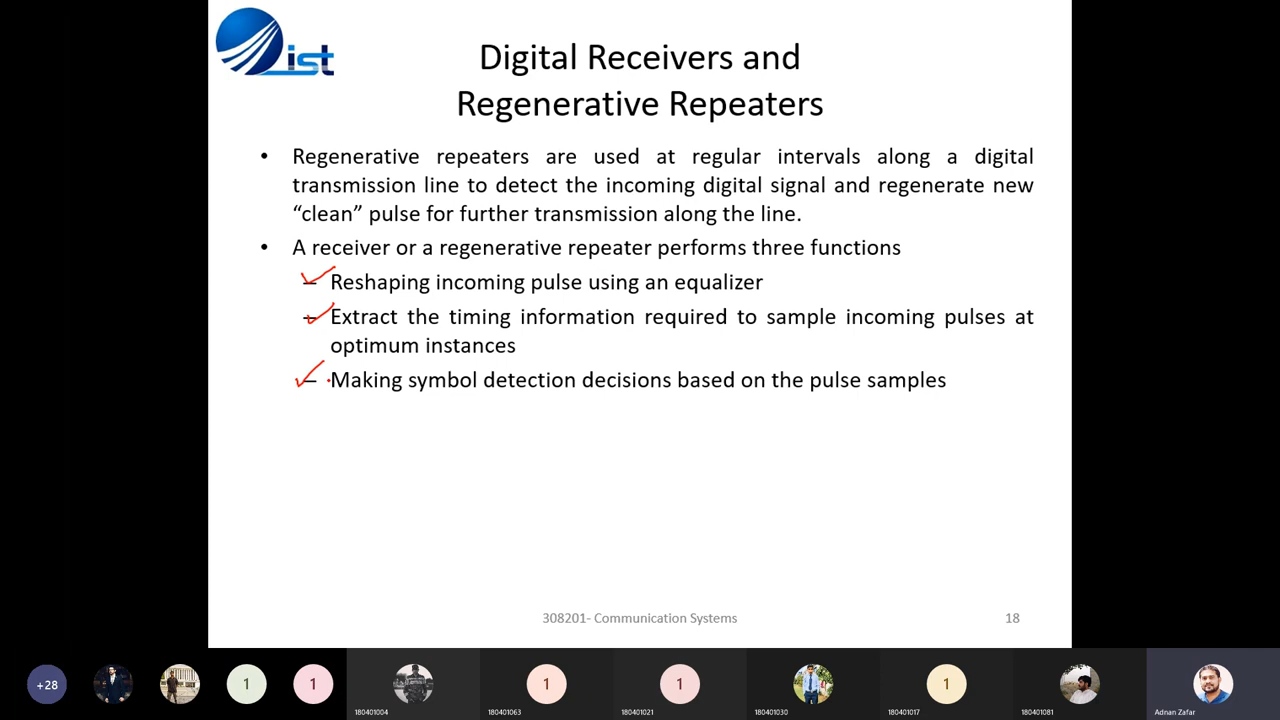 ist
Digital Receivers and
Regenerative Repeaters
• Regenerative repeaters are used at regular intervals along a digital
transmission line to detect the incoming digital signal and regenerate new
“clean” pulse for further transmission along the line.
• A receiver or a regenerative repeater performs three functions
– Reshaping incoming pulse using an equalizer
– Extract the timing information required to sample incoming pulses at
optimum instances
– Making symbol detection decisions based on the pulse samples
308201- Communication Systems
18
+28
1
1
1
1
1
180401004
180401063
180401021
180401030
180401017
180401081
Adnan Zafar